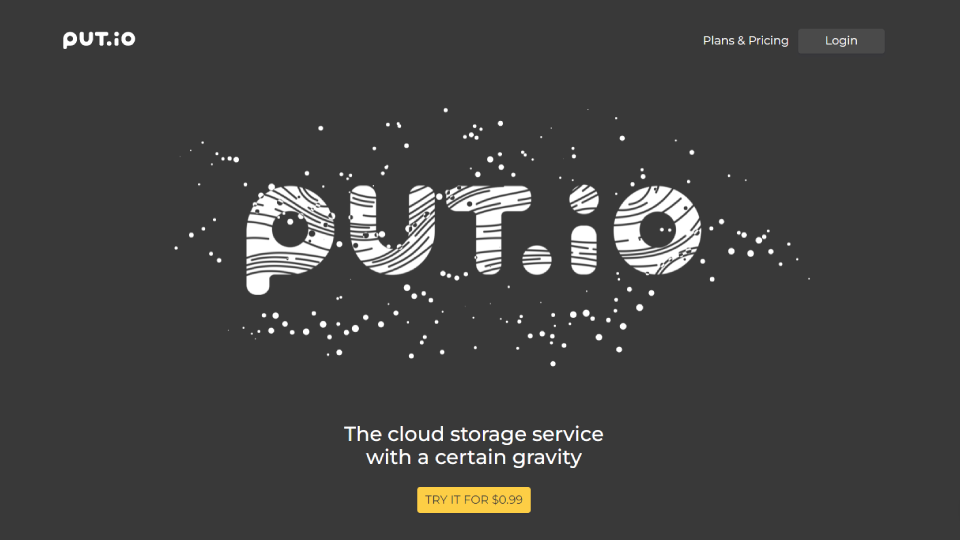 PUT.iO
Plans & Pricing
Login
PUT.iO
The cloud storage service
with a certain gravity
TRY IT FOR $0.99